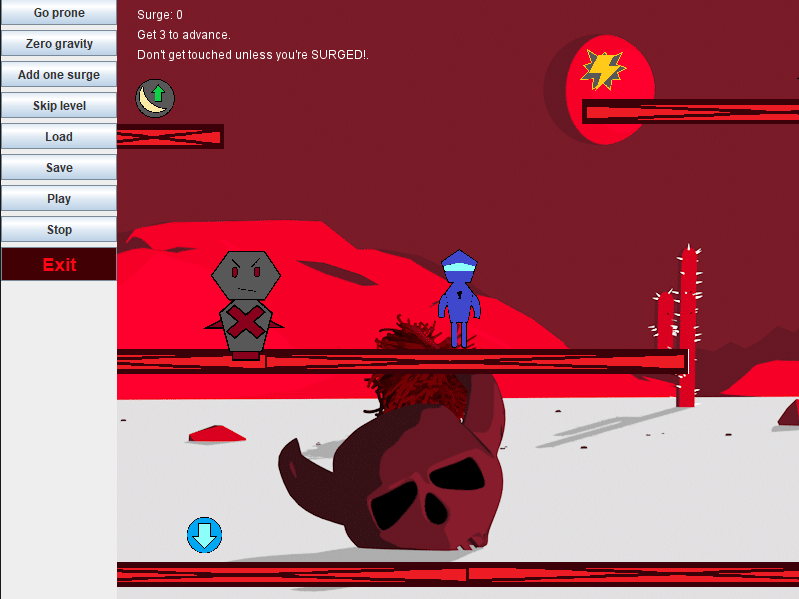 Go prone
Zero gravity
Add one surge
Skip level
Load
Save
Play
Stop
Exit
Surge: 0
Get 3 to advance.
Don't get touched unless you're SURGED!.